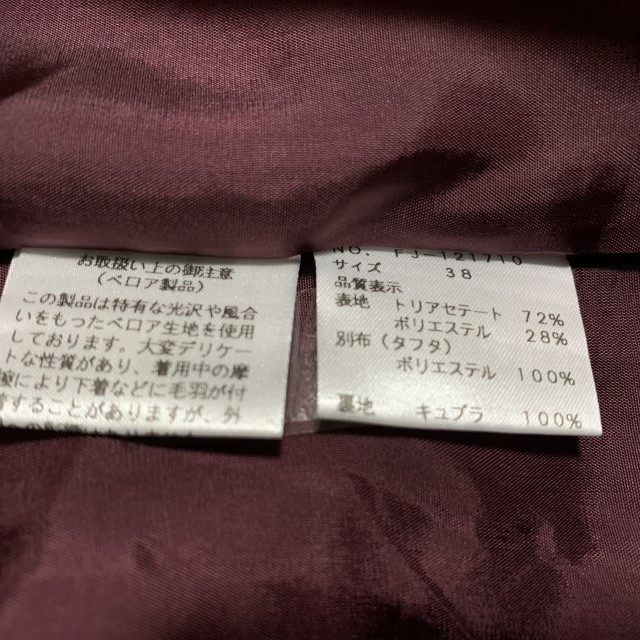 お取扱い上の御注意
（ベロア製品）
この製品は特有な光沢や風合
いをもったベロア生地を使用
しております。大変デリケー
トな性質があり、着用中の摩
により下着などに毛羽が付
することがありますが、外
NO. FJ-121710
サイズ 38
品質表示
表地 トリアセテート 72%
ポリエステル 28%
別布（タフタ）
ポリエステル 100%
裏地 キュプラ 100%